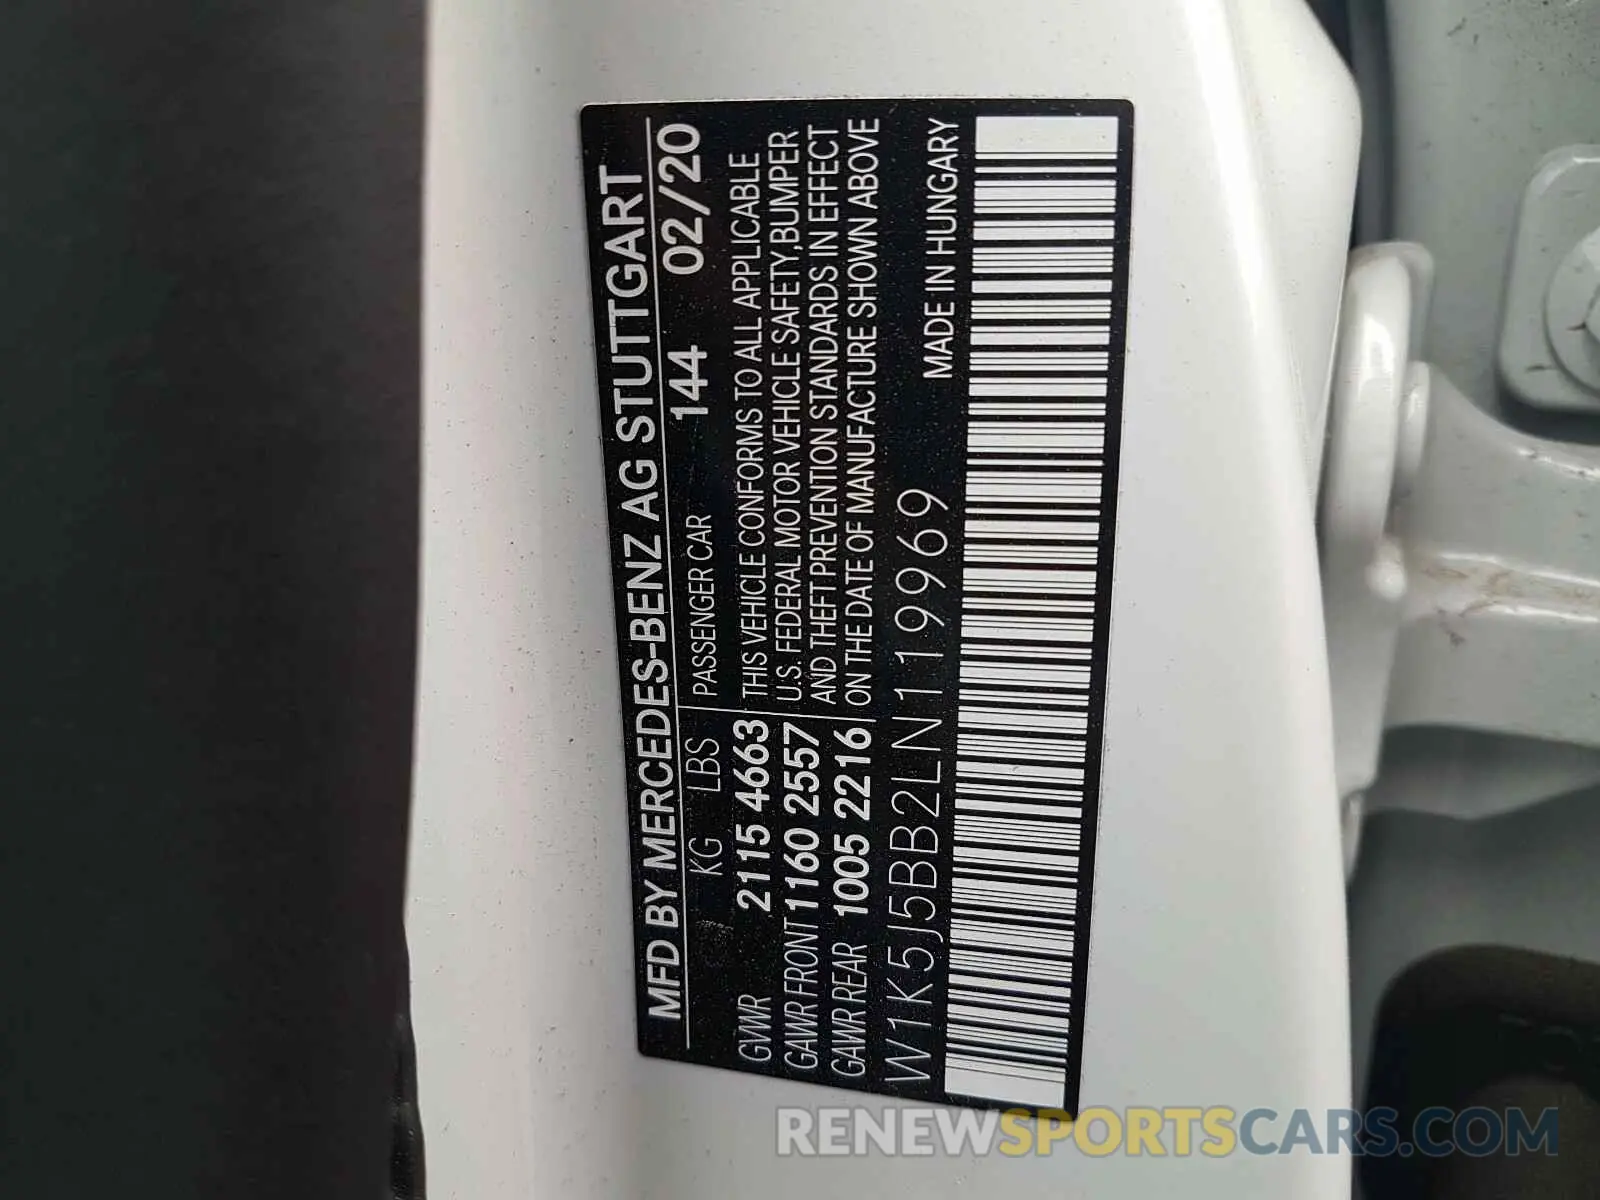 MFD BY MERCEDES-BENZ AG STUTTGART
KG LBS PASSENGER CAR 144 02/20
GVWR 2115 4663 THIS VEHICLE CONFORMS TO ALL APPLICABLE
GAWR FRONT 1160 2557 U.S. FEDERAL MOTOR VEHICLE SAFETY, BUMPER
GAWR REAR 1005 2216 AND THEFT PREVENTION STANDARDS IN EFFECT
ON THE DATE OF MANUFACTURE SHOWN ABOVE
W1K5J5BB2LN119969 MADE IN HUNGARY
RENEWSPORTSCARS.COM